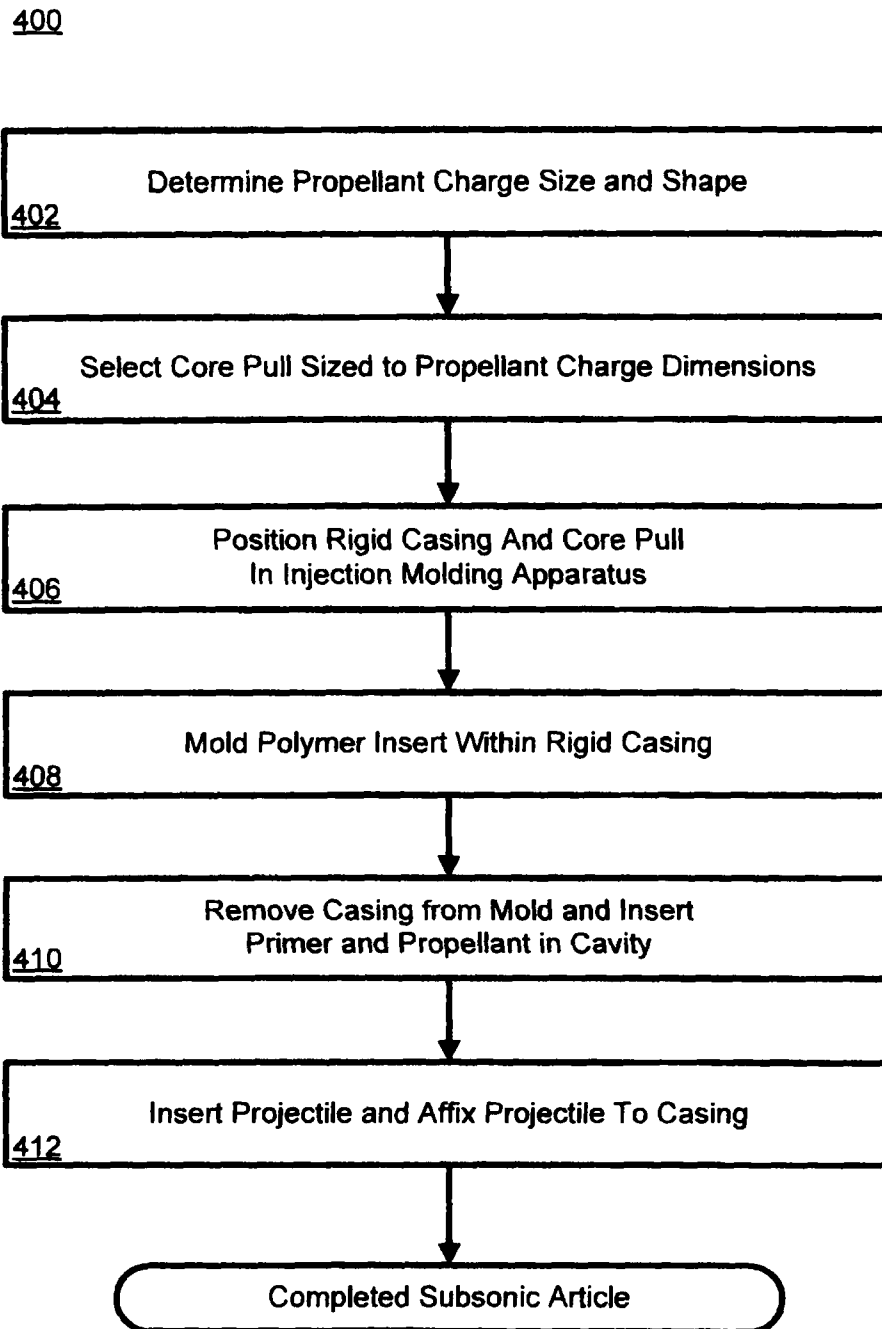 400
Determine Propellant Charge Size and Shape
402
Select Core Pull Sized to Propellant Charge Dimensions
404
Position Rigid Casing And Core Pull
In Injection Molding Apparatus
406
Mold Polymer Insert Within Rigid Casing
408
Remove Casing from Mold and Insert
Primer and Propellant in Cavity
410
Insert Projectile and Affix Projectile To Casing
412
Completed Subsonic Article